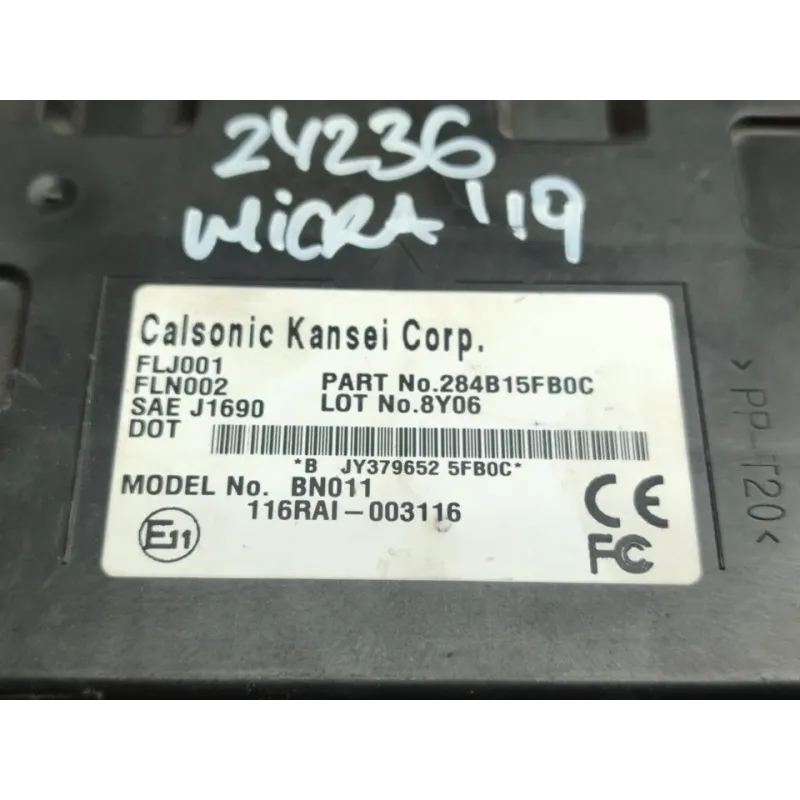 24236
MICRA '19
Calsonic Kansei Corp.
FLJ001
FLN002 PART No.284B15FB0C
SAE J1690 LOT No.8Y06
DOT
*B JY379652 5FB0C*
MODEL No. BN011
116RAI-003116
E11
CE
FC
>PP-T20<